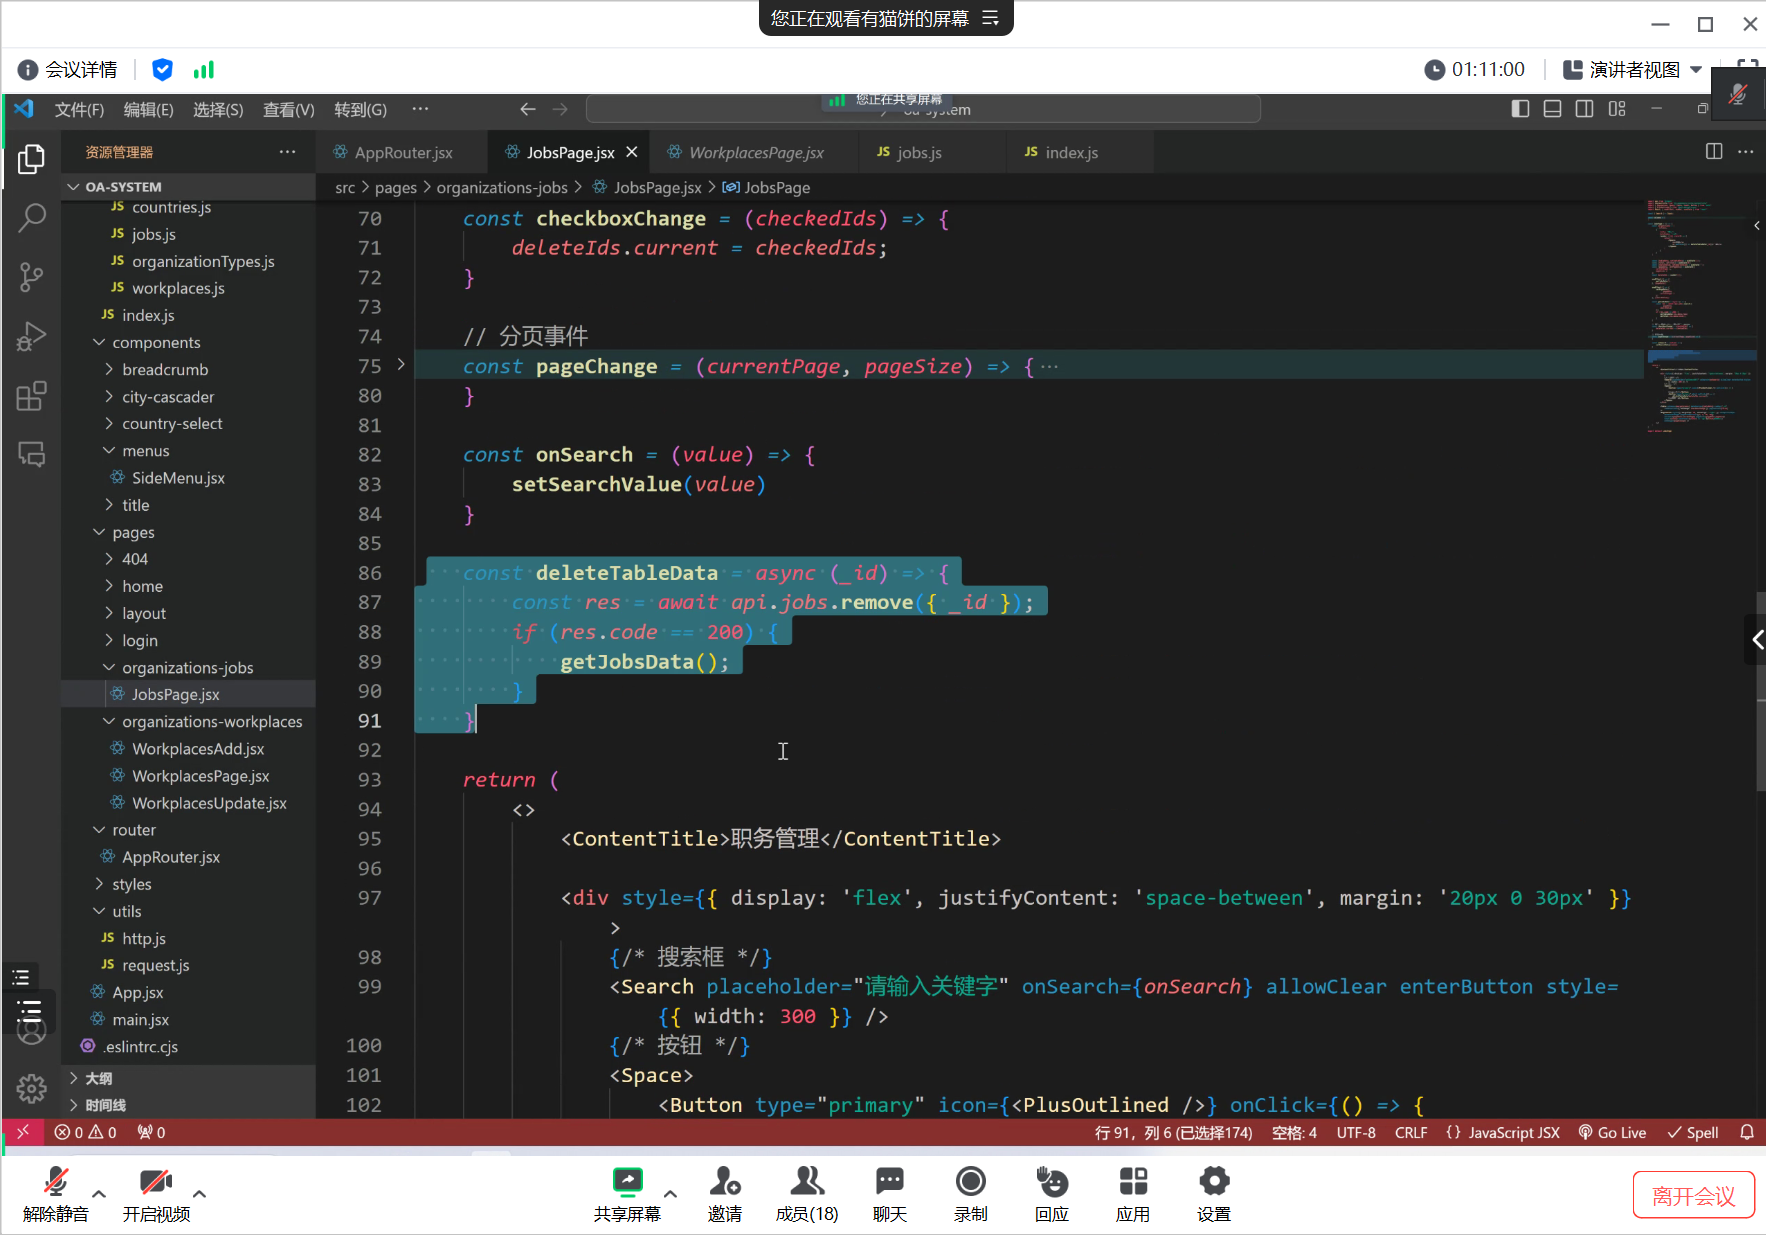 您正在观看有猫饼的屏幕
会议详情
01:11:00
演讲者视图
文件(F) 编辑(E) 选择(S) 查看(V) 转到(G) ···
您正在共享屏幕
oa-system
资源管理器 ···
AppRouter.jsx
JobsPage.jsx
WorkplacesPage.jsx
JS jobs.js
JS index.js
OA-SYSTEM
src > pages > organizations-jobs > JobsPage.jsx > JobsPage
JS countries.js
JS jobs.js
JS organizationTypes.js
JS workplaces.js
JS index.js
components
breadcrumb
city-cascader
country-select
menus
SideMenu.jsx
title
pages
404
home
layout
login
organizations-jobs
JobsPage.jsx
organizations-workplaces
WorkplacesAdd.jsx
WorkplacesPage.jsx
WorkplacesUpdate.jsx
router
AppRouter.jsx
styles
utils
JS http.js
JS request.js
App.jsx
main.jsx
.eslintrc.cjs
大纲
时间线
70 const checkboxChange = (checkedIds) => {
71 deleteIds.current = checkedIds;
72 }
73
74 // 分页事件
75 const pageChange = (currentPage, pageSize) => {···
80 }
81
82 const onSearch = (value) => {
83 setSearchValue(value)
84 }
85
86 const deleteTableData = async (_id) => {
87 const res = await api.jobs.remove({ _id });
88 if (res.code == 200) {
89 getJobsData();
90 }
91 }
92
93 return (
94 <>
95 <ContentTitle>职务管理</ContentTitle>
96
97 <div style={{ display: 'flex', justifyContent: 'space-between', margin: '20px 0 30px' }}
>
98 {/* 搜索框 */}
99 <Search placeholder="请输入关键字" onSearch={onSearch} allowClear enterButton style=
{{ width: 300 }} />
100 {/* 按钮 */}
101 <Space>
102 <Button type="primary" icon={<PlusOutlined />} onClick={() => {
0 0 0
行 91，列 6 (已选择174) 空格: 4 UTF-8 CRLF {} JavaScript JSX Go Live Spell
解除静音
开启视频
共享屏幕
邀请
成员(18)
聊天
录制
回应
应用
设置
离开会议